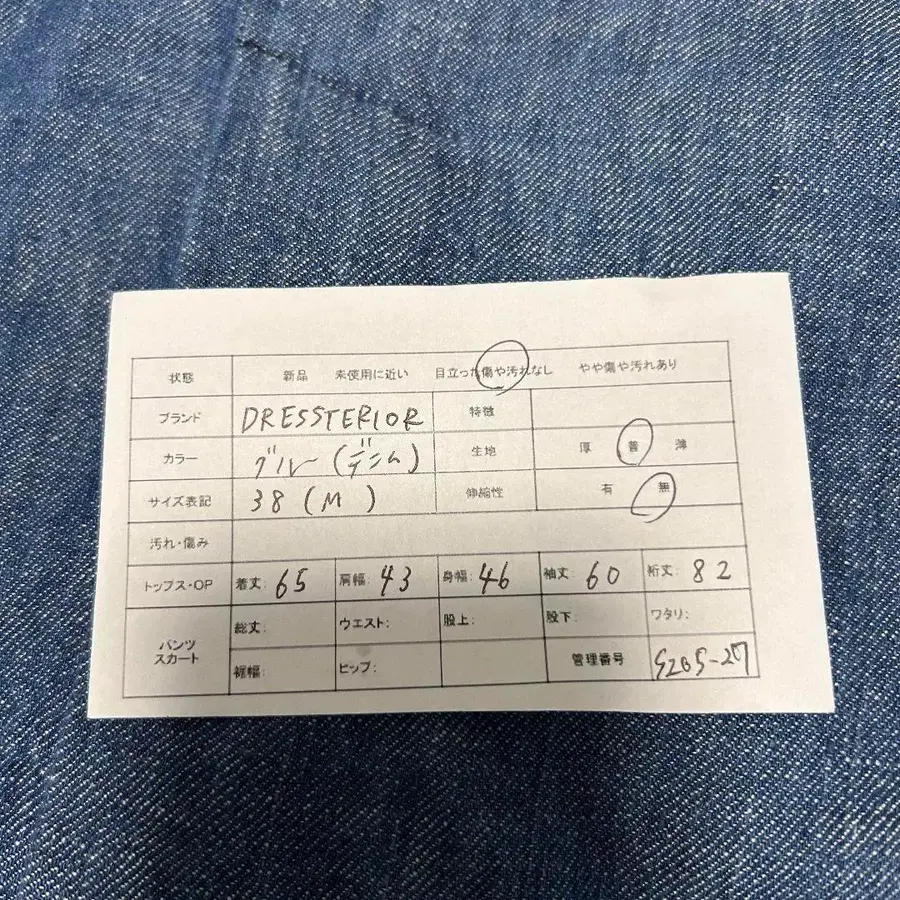 状態 新品 未使用に近い 目立った傷や汚れなし やや傷や汚れあり
ブランド DRESSTERIOR 特徴
カラー ブルー(デニム) 生地 厚 普 薄
サイズ表記 38(M) 伸縮性 有 無
汚れ・傷み
トップス・OP 着丈: 65 肩幅: 43 身幅: 46 袖丈: 60 裄丈: 82
パンツ スカート 総丈: ウエスト: 股上: 股下: ワタリ:
裾幅: ヒップ: 管理番号